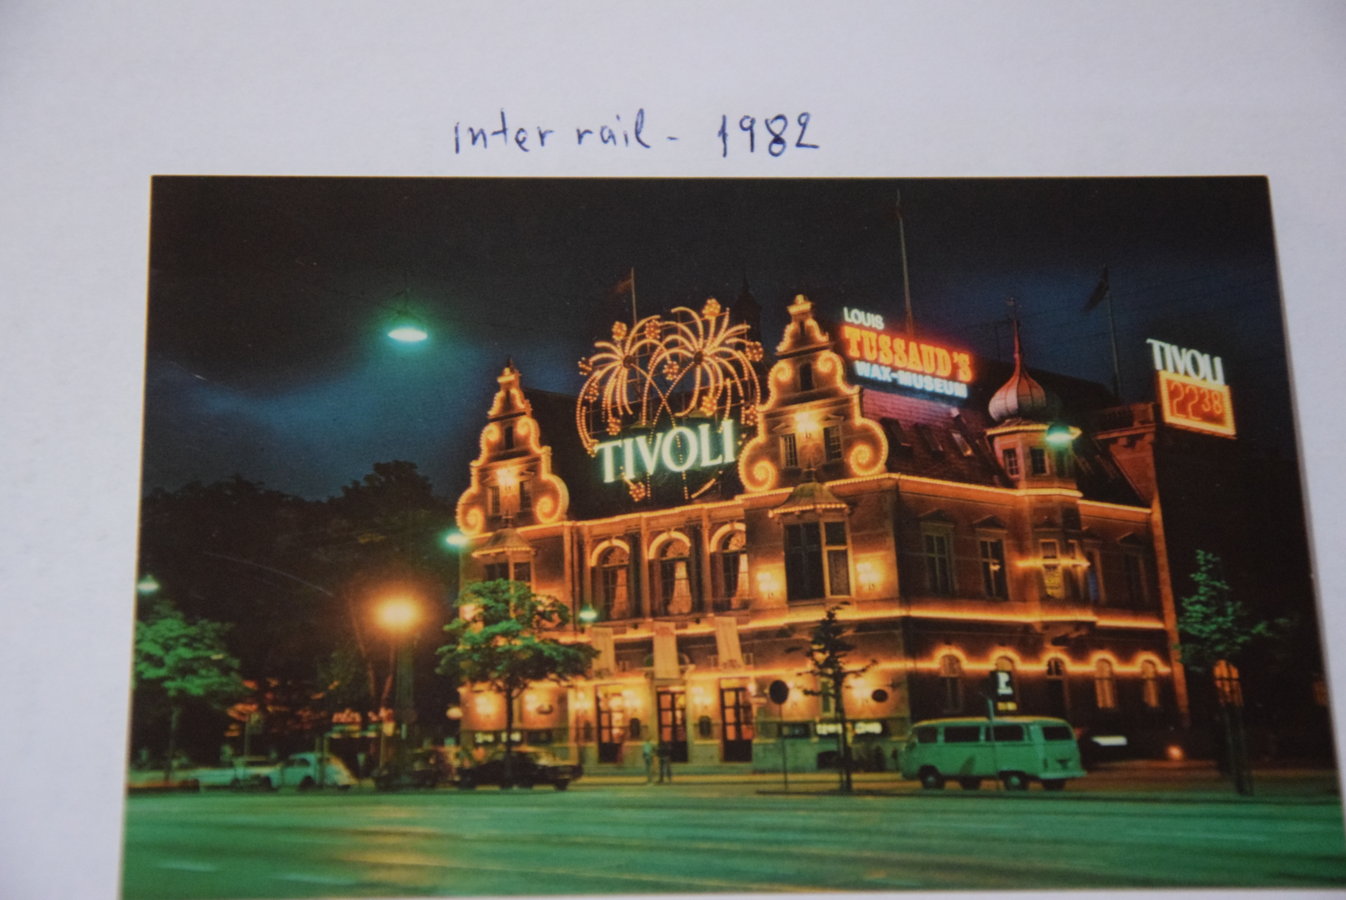 Inter rail - 1982
TIVOLI
LOUIS
TUSSAUD'S
WAX-MUSEUM
TIVOLI
2238
P